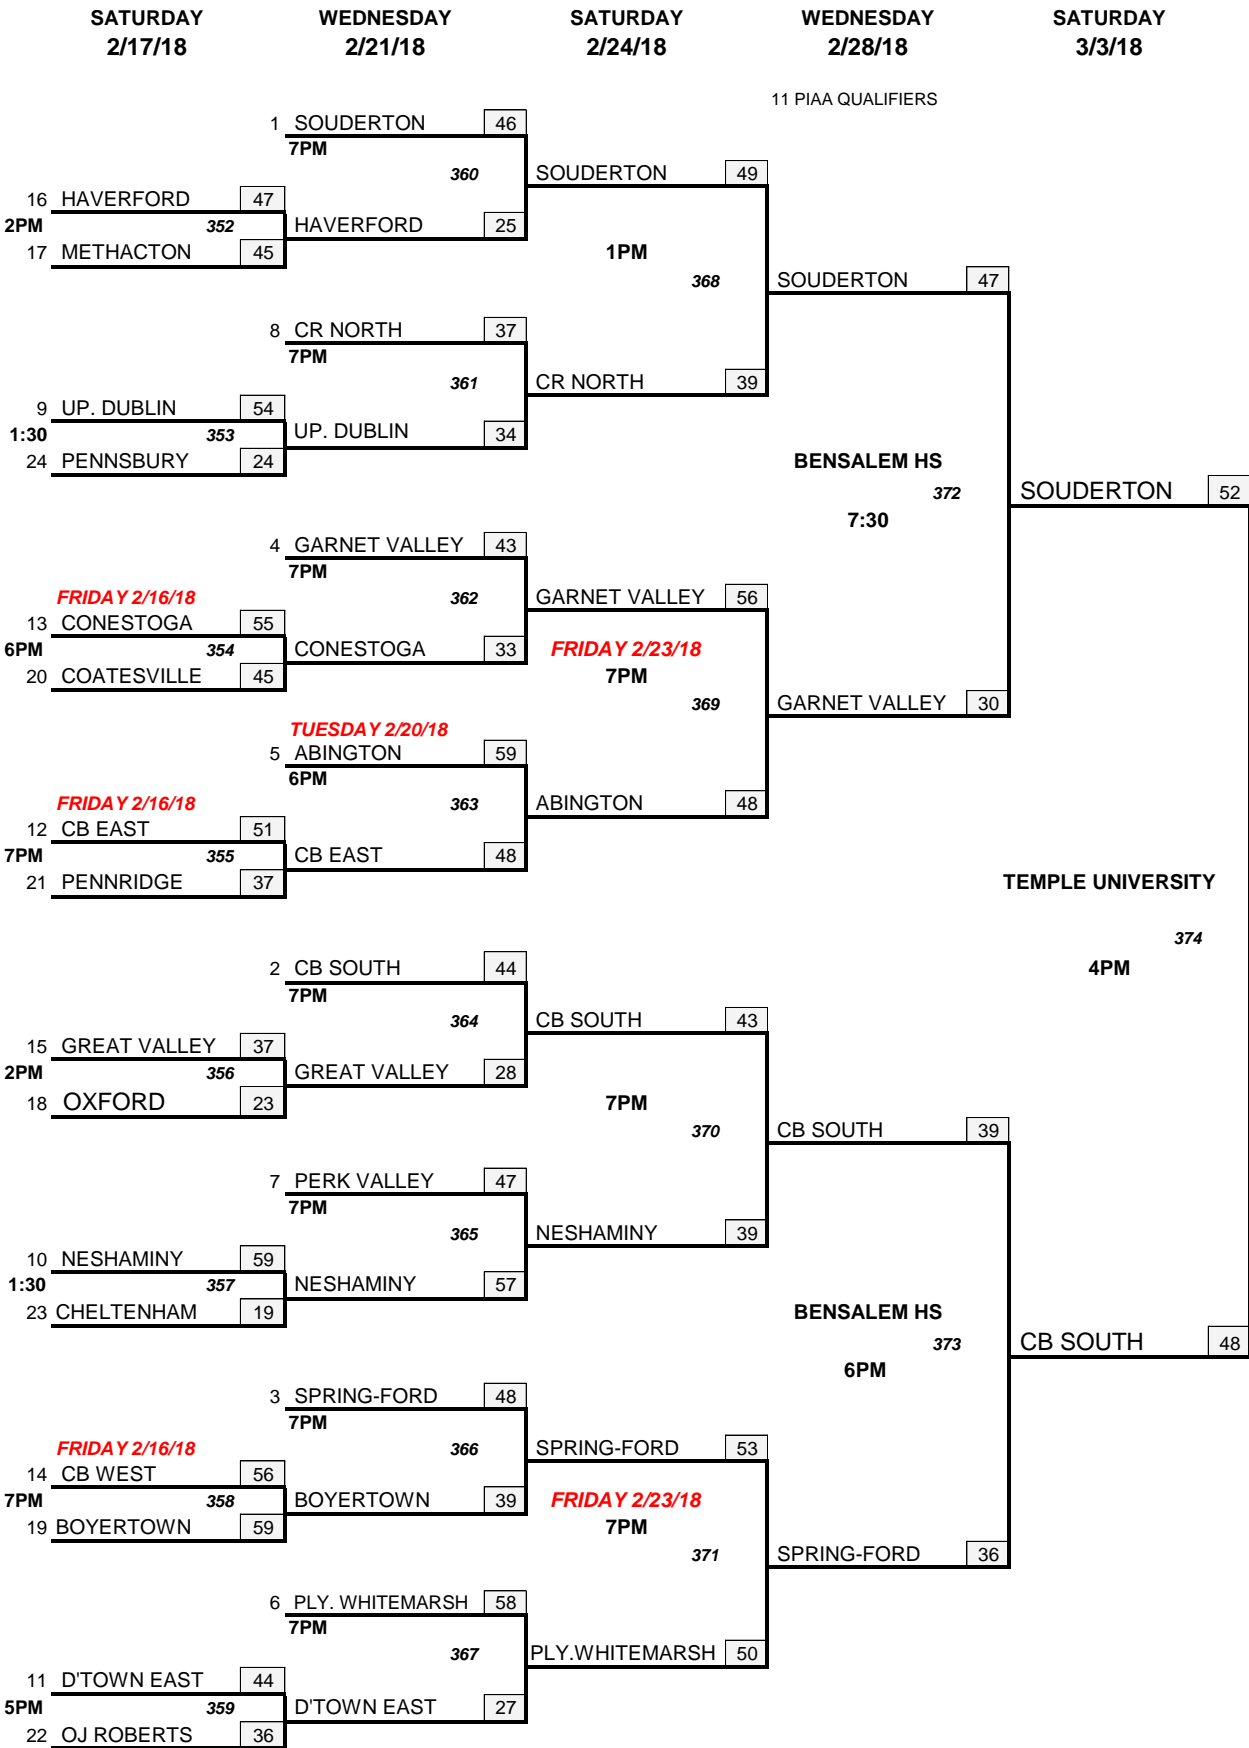 SATURDAY WEDNESDAY SATURDAY WEDNESDAY SATURDAY
2/17/18 2/21/18 2/24/18 2/28/18 3/3/18
11 PIAA QUALIFIERS
1 SOUDERTON 46
7PM
360 SOUDERTON 49
16 HAVERFORD 47
2PM 352 HAVERFORD 25
17 METHACTON 45 1PM
368 SOUDERTON 47
8 CR NORTH 37
7PM
361 CR NORTH 39
9 UP. DUBLIN 54
1:30 353 UP. DUBLIN 34
24 PENNSBURY 24 BENSALEM HS
372 SOUDERTON 52
7:30
4 GARNET VALLEY 43
7PM
FRIDAY 2/16/18 362 GARNET VALLEY 56
13 CONESTOGA 55
6PM 354 CONESTOGA 33 FRIDAY 2/23/18
20 COATESVILLE 45 7PM
369 GARNET VALLEY 30
TUESDAY 2/20/18
5 ABINGTON 59
6PM
FRIDAY 2/16/18 363 ABINGTON 48
12 CB EAST 51
7PM 355 CB EAST 48
21 PENNRIDGE 37 TEMPLE UNIVERSITY
374
2 CB SOUTH 44 4PM
7PM
364 CB SOUTH 43
15 GREAT VALLEY 37
2PM 356 GREAT VALLEY 28
18 OXFORD 23 7PM
370 CB SOUTH 39
7 PERK VALLEY 47
7PM
365 NESHAMINY 39
10 NESHAMINY 59
1:30 357 NESHAMINY 57
23 CHELTENHAM 19 BENSALEM HS
373 CB SOUTH 48
6PM
3 SPRING-FORD 48
7PM
FRIDAY 2/16/18 366 SPRING-FORD 53
14 CB WEST 56
7PM 358 BOYERTOWN 39 FRIDAY 2/23/18
19 BOYERTOWN 59 7PM
371 SPRING-FORD 36
6 PLY. WHITEMARSH 58
7PM
367 PLY.WHITEMARSH 50
11 D'TOWN EAST 44
5PM 359 D'TOWN EAST 27
22 OJ ROBERTS 36